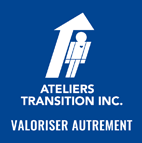 ATELIERS
TRANSITION INC.
VALORISER AUTREMENT